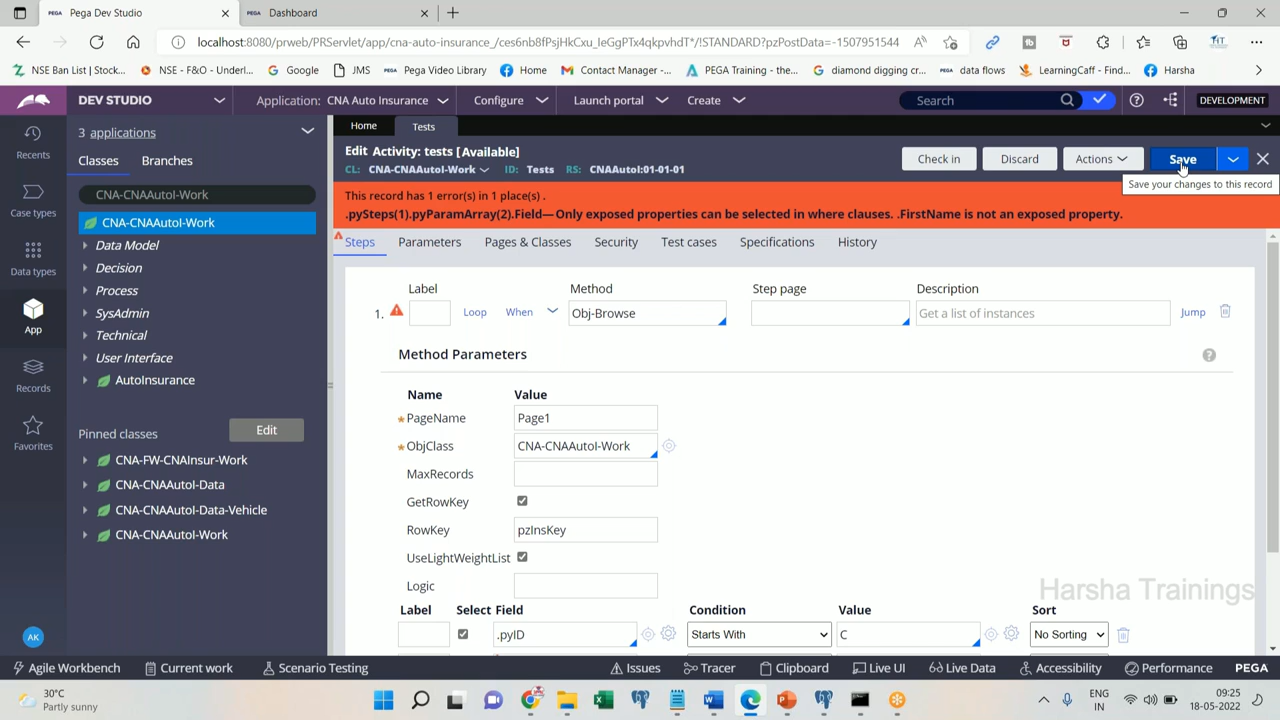 Pega Dev Studio
Dashboard
localhost:8080/prweb/PRServlet/app/cna-auto-insurance_/ces6nb8fPsjHkCxu_IeGgPTx4qkpvhdT*/!STANDARD?pzPostData=-1507951544
NSE Ban List | Stock...
NSE - F&O - Underl...
Google
JMS
Pega Video Library
Home
Contact Manager -...
PEGA Training - the...
diamond digging cr...
data flows
LearningCaff - Find...
Harsha
DEV STUDIO
Application: CNA Auto Insurance
Configure
Launch portal
Create
Search
DEVELOPMENT
Recents
Case types
Data types
App
Records
Favorites
AK
3 applications
Classes
Branches
CNA-CNAAutoI-Work
CNA-CNAAutoI-Work
Data Model
Decision
Process
SysAdmin
Technical
User Interface
AutoInsurance
Pinned classes
Edit
CNA-FW-CNAInsur-Work
CNA-CNAAutoI-Data
CNA-CNAAutoI-Data-Vehicle
CNA-CNAAutoI-Work
Home
Tests
Edit Activity: tests [Available]
CL: CNA-CNAAutoI-Work ID: Tests RS: CNAAutoI:01-01-01
Check in
Discard
Actions
Save
Save your changes to this record
This record has 1 error(s) in 1 place(s) .
.pySteps(1).pyParamArray(2).Field— Only exposed properties can be selected in where clauses. .FirstName is not an exposed property.
Steps
Parameters
Pages & Classes
Security
Test cases
Specifications
History
Label
Method
Step page
Description
1.
Loop
When
Obj-Browse
Get a list of instances
Jump
Method Parameters
Name
Value
PageName
Page1
ObjClass
CNA-CNAAutoI-Work
MaxRecords
GetRowKey
RowKey
pzInsKey
UseLightWeightList
Logic
Harsha Trainings
Label
Select
Field
Condition
Value
Sort
.pyID
Starts With
C
No Sorting
Agile Workbench
Current work
Scenario Testing
Issues
Tracer
Clipboard
Live UI
Live Data
Accessibility
Performance
PEGA
30°C
Partly sunny
ENG
IN
09:25
18-05-2022